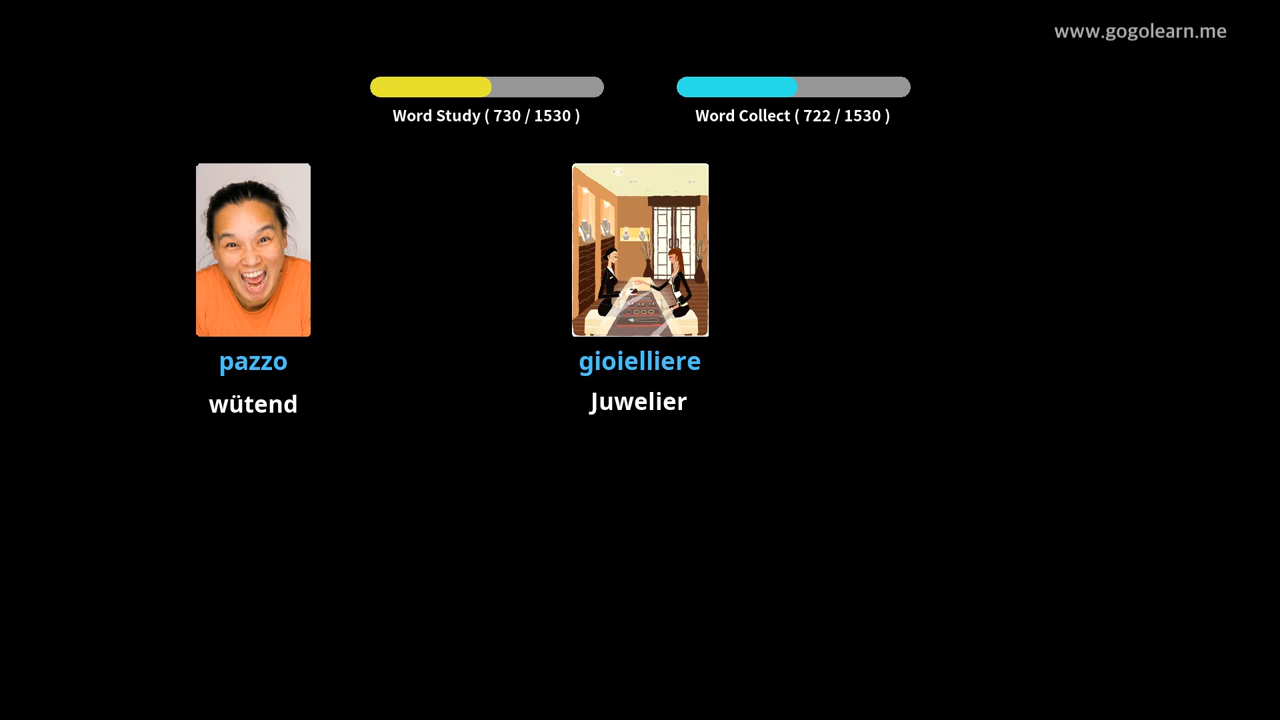 www.gogolearn.me
Word Study ( 730 / 1530 )
Word Collect ( 722 / 1530 )
pazzo
gioielliere
wütend
Juwelier